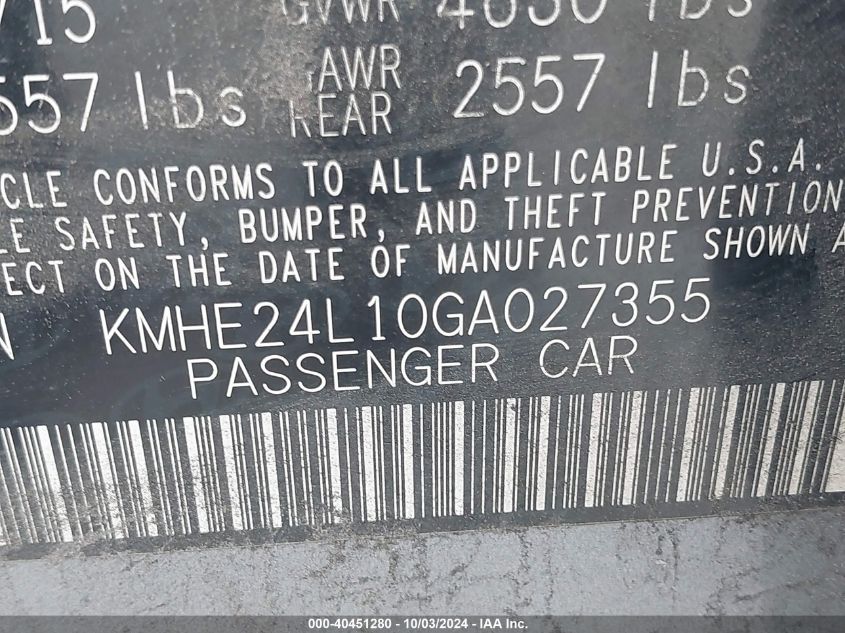 /15 GVWR 4630 lbs
557 lbs GAWR REAR 2557 lbs
ICLE CONFORMS TO ALL APPLICABLE U.S.A.
LE SAFETY, BUMPER, AND THEFT PREVENTION
ECT ON THE DATE OF MANUFACTURE SHOWN A
N KMHE24L10GA027355
PASSENGER CAR
000-40451280 - 10/03/2024 - IAA Inc.